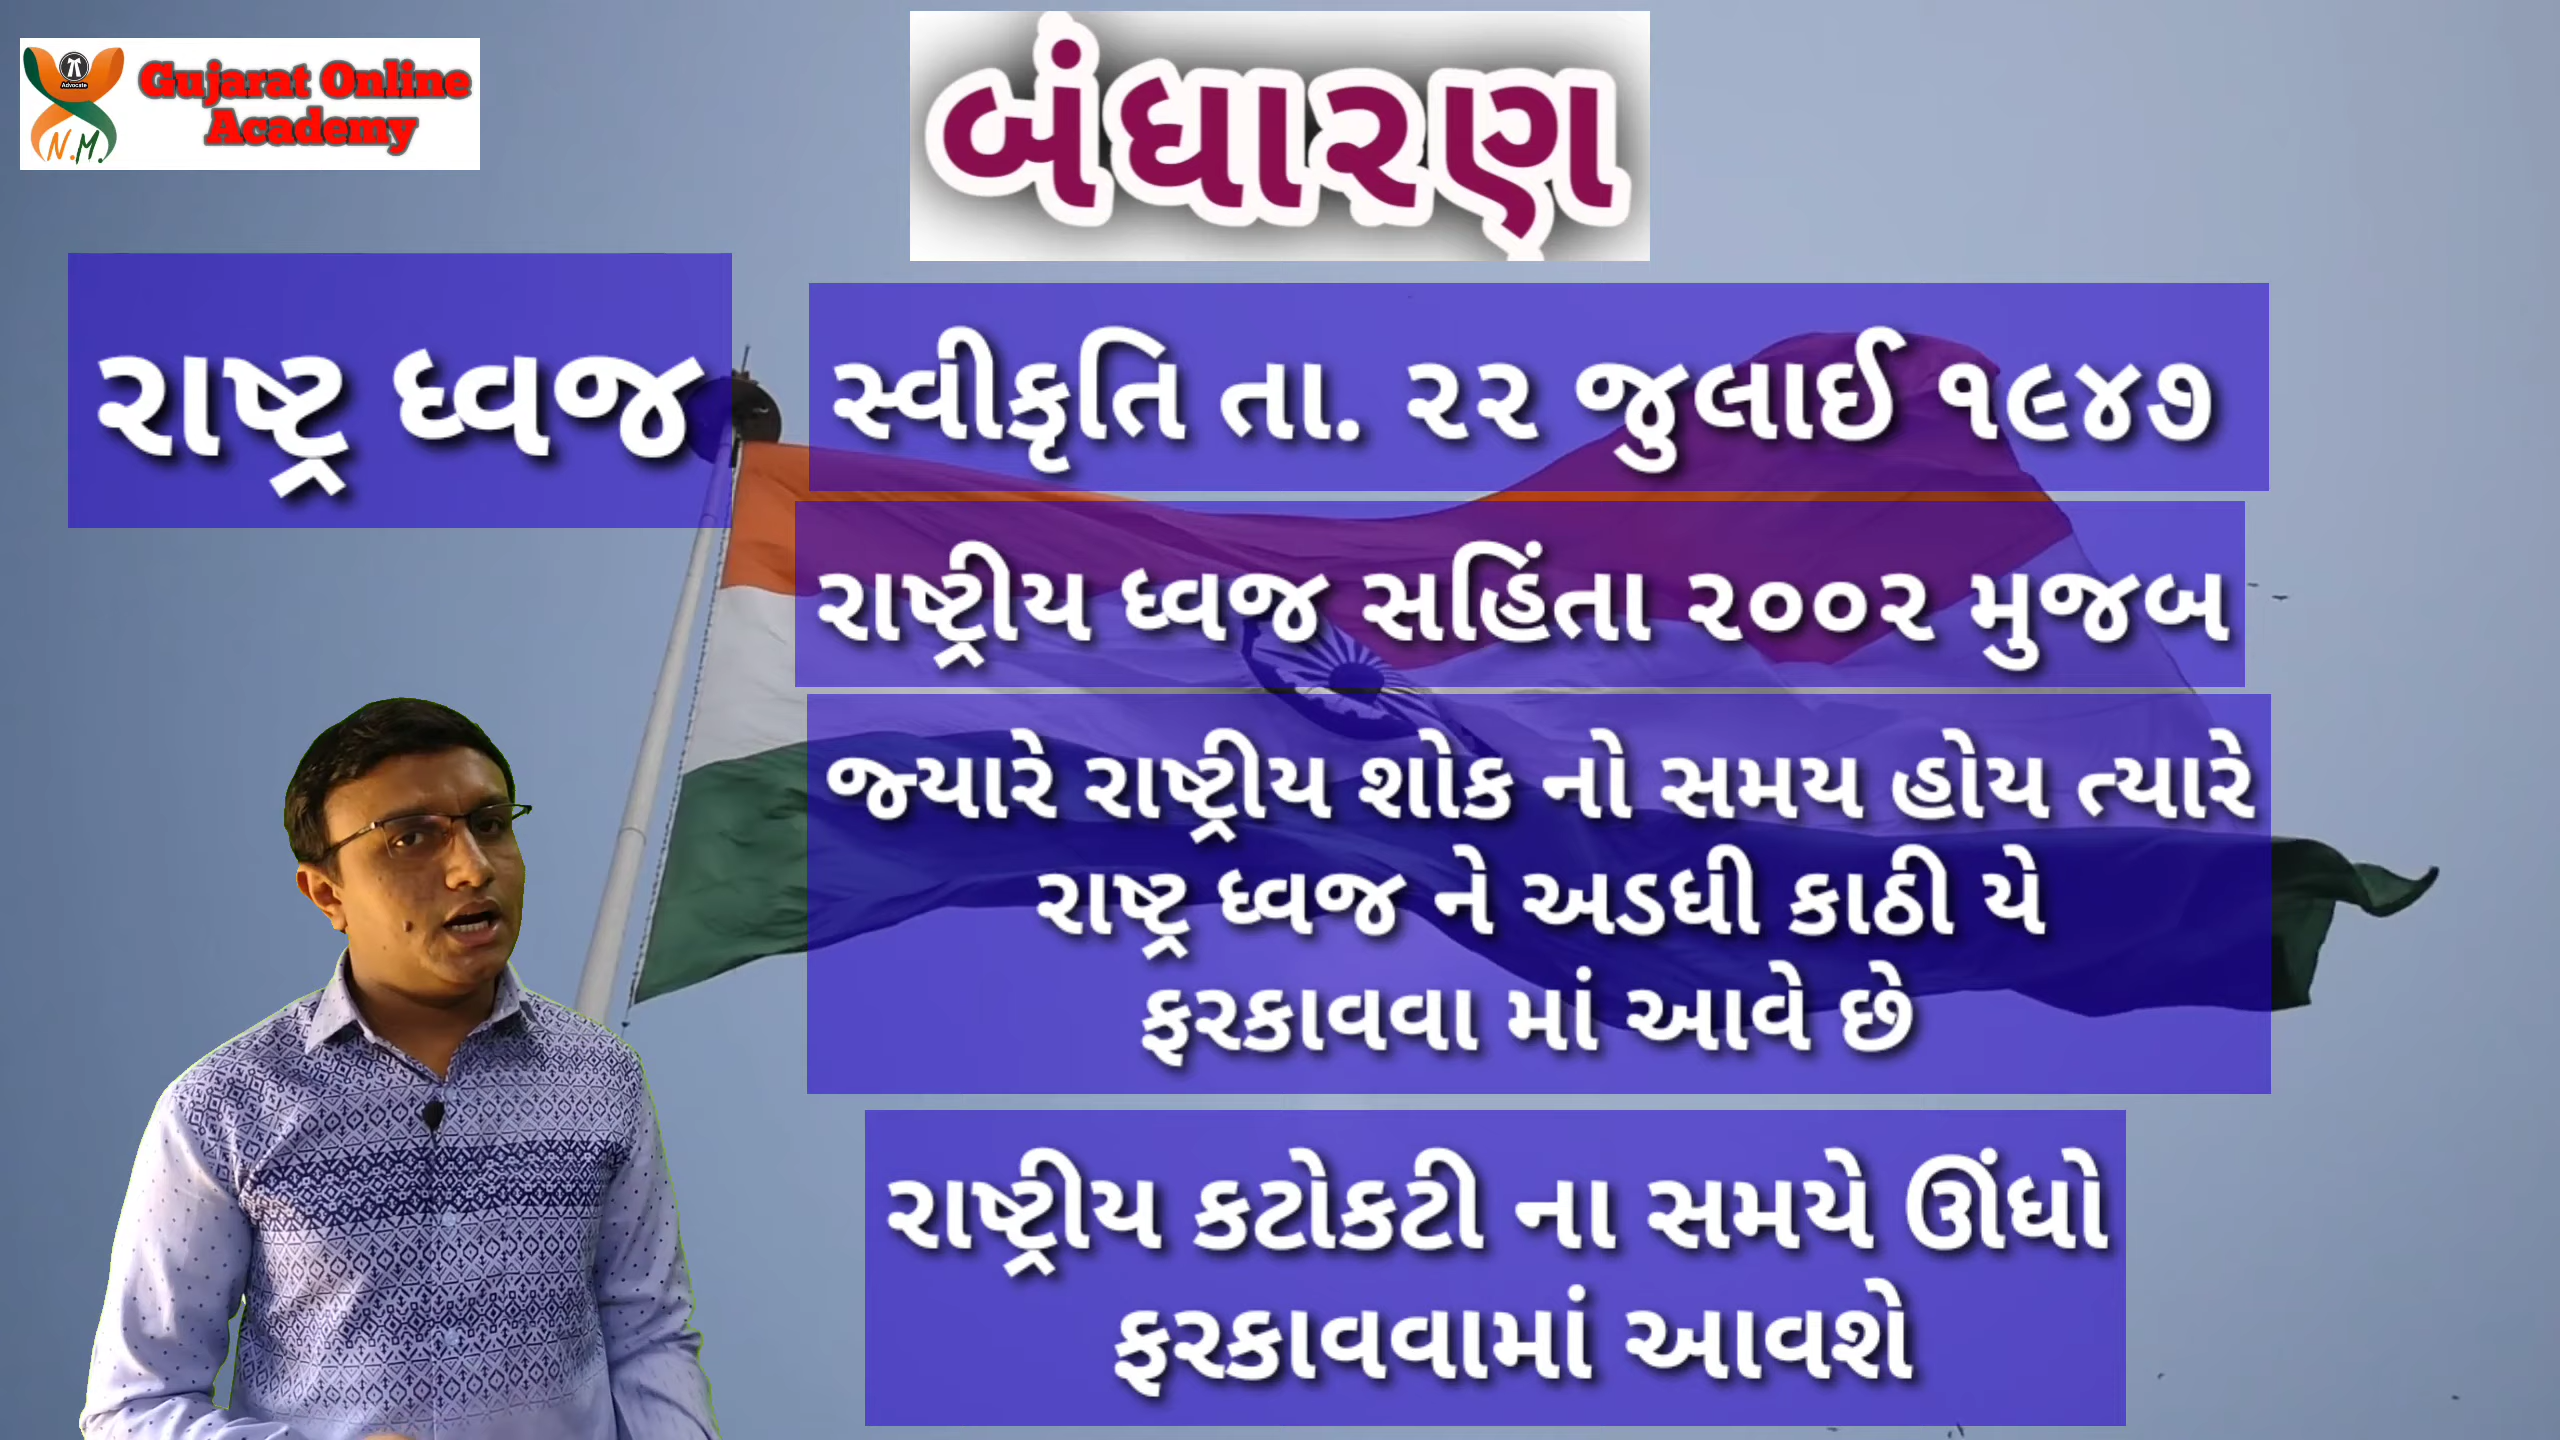 Advocate
N.M.
Gujarat Online
Academy
બંધારણ
રાષ્ટ્ર ધ્વજ
સ્વીકૃતિ તા. ૨૨ જુલાઈ ૧૯૪૭
રાષ્ટ્રીય ધ્વજ સહિંતા ૨૦૦૨ મુજબ
જ્યારે રાષ્ટ્રીય શોક નો સમય હોય ત્યારે
રાષ્ટ્ર ધ્વજ ને અડધી કાઠી યે
ફરકાવવા માં આવે છે
રાષ્ટ્રીય કટોકટી ના સમયે ઊંધો
ફરકાવવામાં આવશે